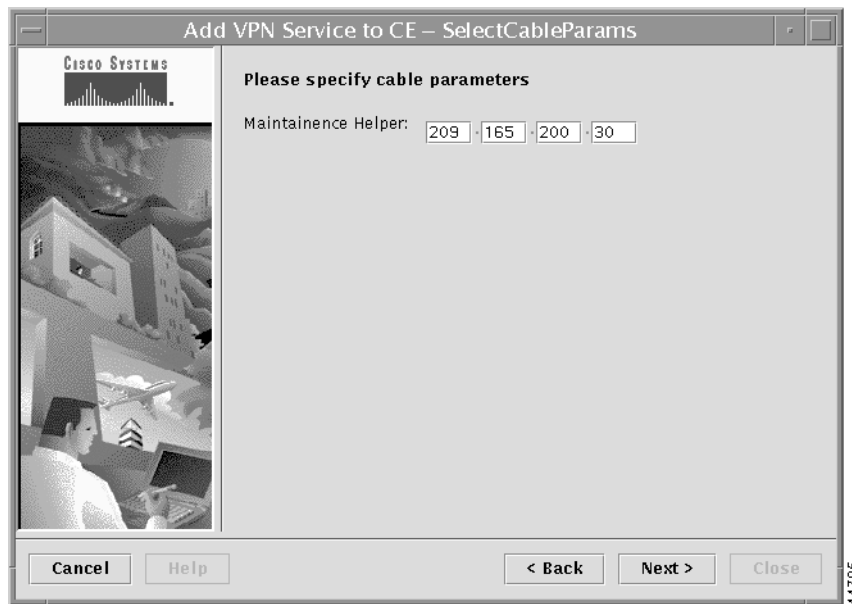 Add VPN Service to CE – SelectCableParams
CISCO SYSTEMS
Please specify cable parameters
Maintainence Helper: 209 . 165 . 200 . 30
Cancel Help < Back Next > Close